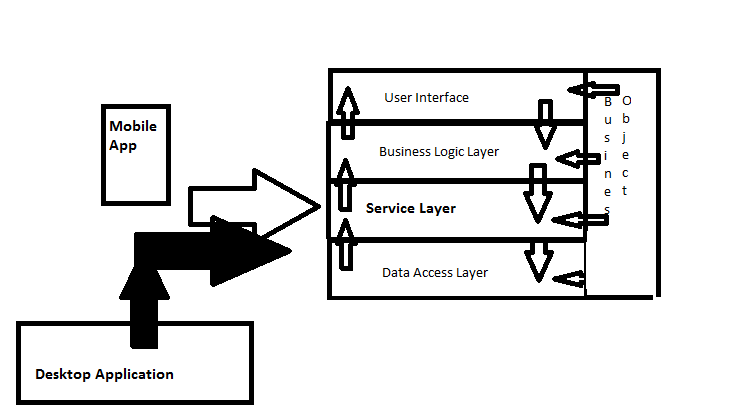 Mobile
App
User Interface
Business Logic Layer
Service Layer
Data Access Layer
Desktop Application
Busines
Object